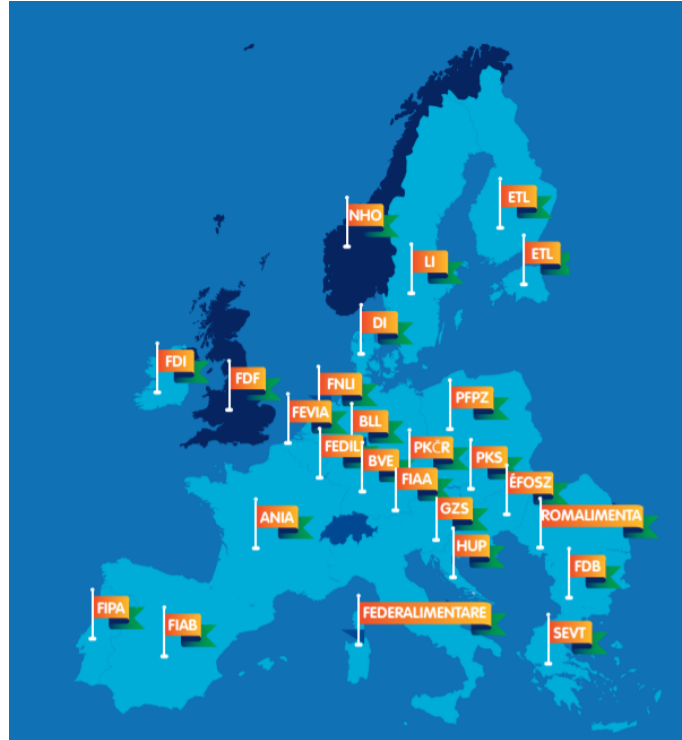 ETL
NHO
ETL
LI
DI
FDI
FDF
FNLI
PFPZ
FEVIA
BLL
FEDIL
PKČR
BVE
PKS
FIAA
ÉFOSZ
ANIA
GZS
ROMALIMENTA
HUP
FDB
FIPA
FEDERALIMENTARE
FIAB
SEVT